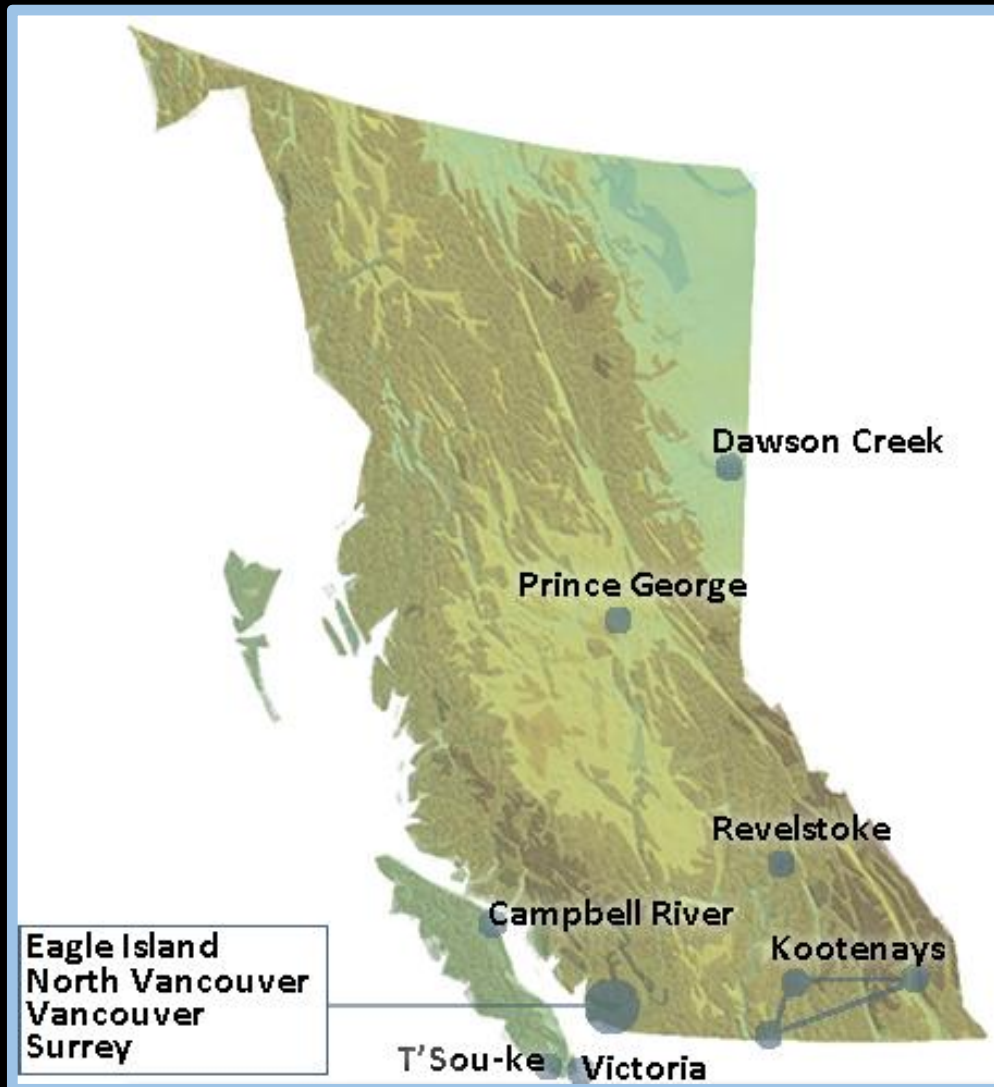 Dawson Creek
Prince George
Revelstoke
Campbell River
Kootenays
Eagle Island
North Vancouver
Vancouver
Surrey
T'Sou-ke
Victoria